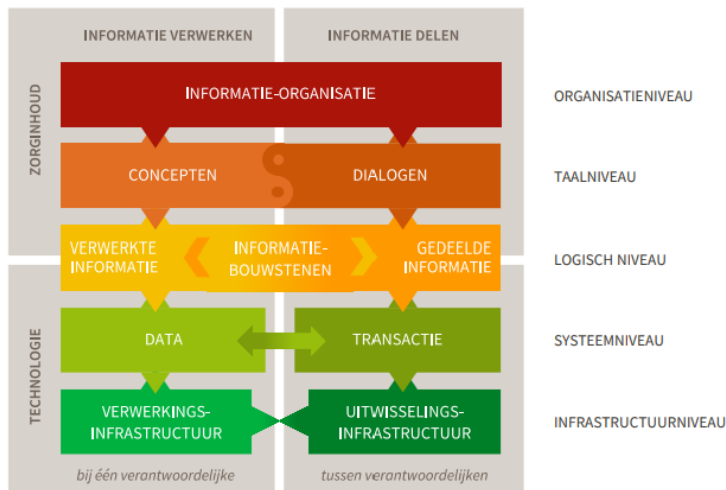 INFORMATIE VERWERKEN
INFORMATIE DELEN
ZORGINHOUD
INFORMATIE-ORGANISATIE
ORGANISATIENIVEAU
CONCEPTEN
DIALOGEN
TAALNIVEAU
VERWERKTE
INFORMATIE
INFORMATIE-
BOUWSTENEN
GEDEELDE
INFORMATIE
LOGISCH NIVEAU
TECHNOLOGIE
DATA
TRANSACTIE
SYSTEEMNIVEAU
VERWERKINGS-
INFRASTRUCTUUR
UITWISSELINGS-
INFRASTRUCTUUR
INFRASTRUCTUURNIVEAU
bij één verantwoordelijke
tussen verantwoordelijken